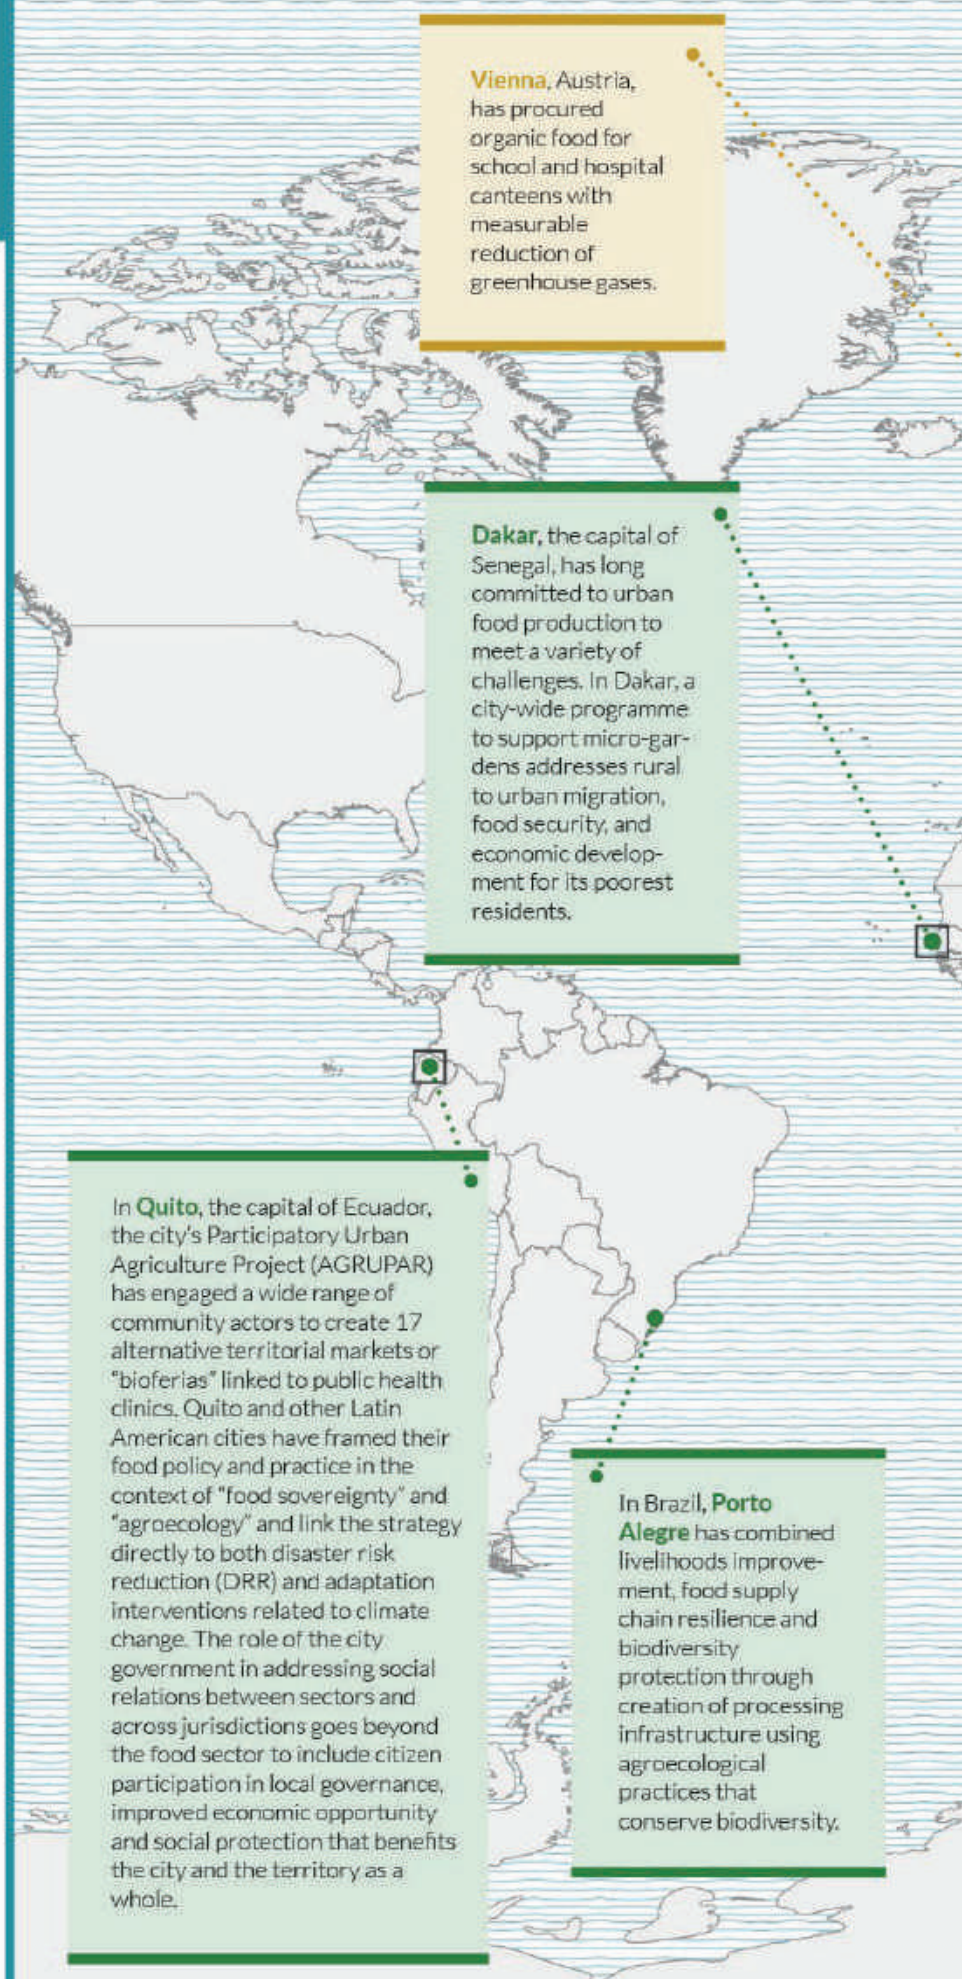 Vienna, Austria,
has procured
organic food for
school and hospital
canteens with
measurable
reduction of
greenhouse gases.
Dakar, the capital of
Senegal, has long
committed to urban
food production to
meet a variety of
challenges. In Dakar, a
city-wide programme
to support micro-gar-
dens addresses rural
to urban migration,
food security, and
economic develop-
ment for its poorest
residents.
In Quito, the capital of Ecuador,
the city's Participatory Urban
Agriculture Project (AGRUPAR)
has engaged a wide range of
community actors to create 17
alternative territorial markets or
"bioferias" linked to public health
clinics. Quito and other Latin
American cities have framed their
food policy and practice in the
context of "food sovereignty" and
"agroecology" and link the strategy
directly to both disaster risk
reduction (DRR) and adaptation
interventions related to climate
change. The role of the city
government in addressing social
relations between sectors and
across jurisdictions goes beyond
the food sector to include citizen
participation in local governance,
improved economic opportunity
and social protection that benefits
the city and the territory as a
whole.
In Brazil, Porto
Alegre has combined
livelihoods improve-
ment, food supply
chain resilience and
biodiversity
protection through
creation of processing
infrastructure using
agroecological
practices that
conserve biodiversity.